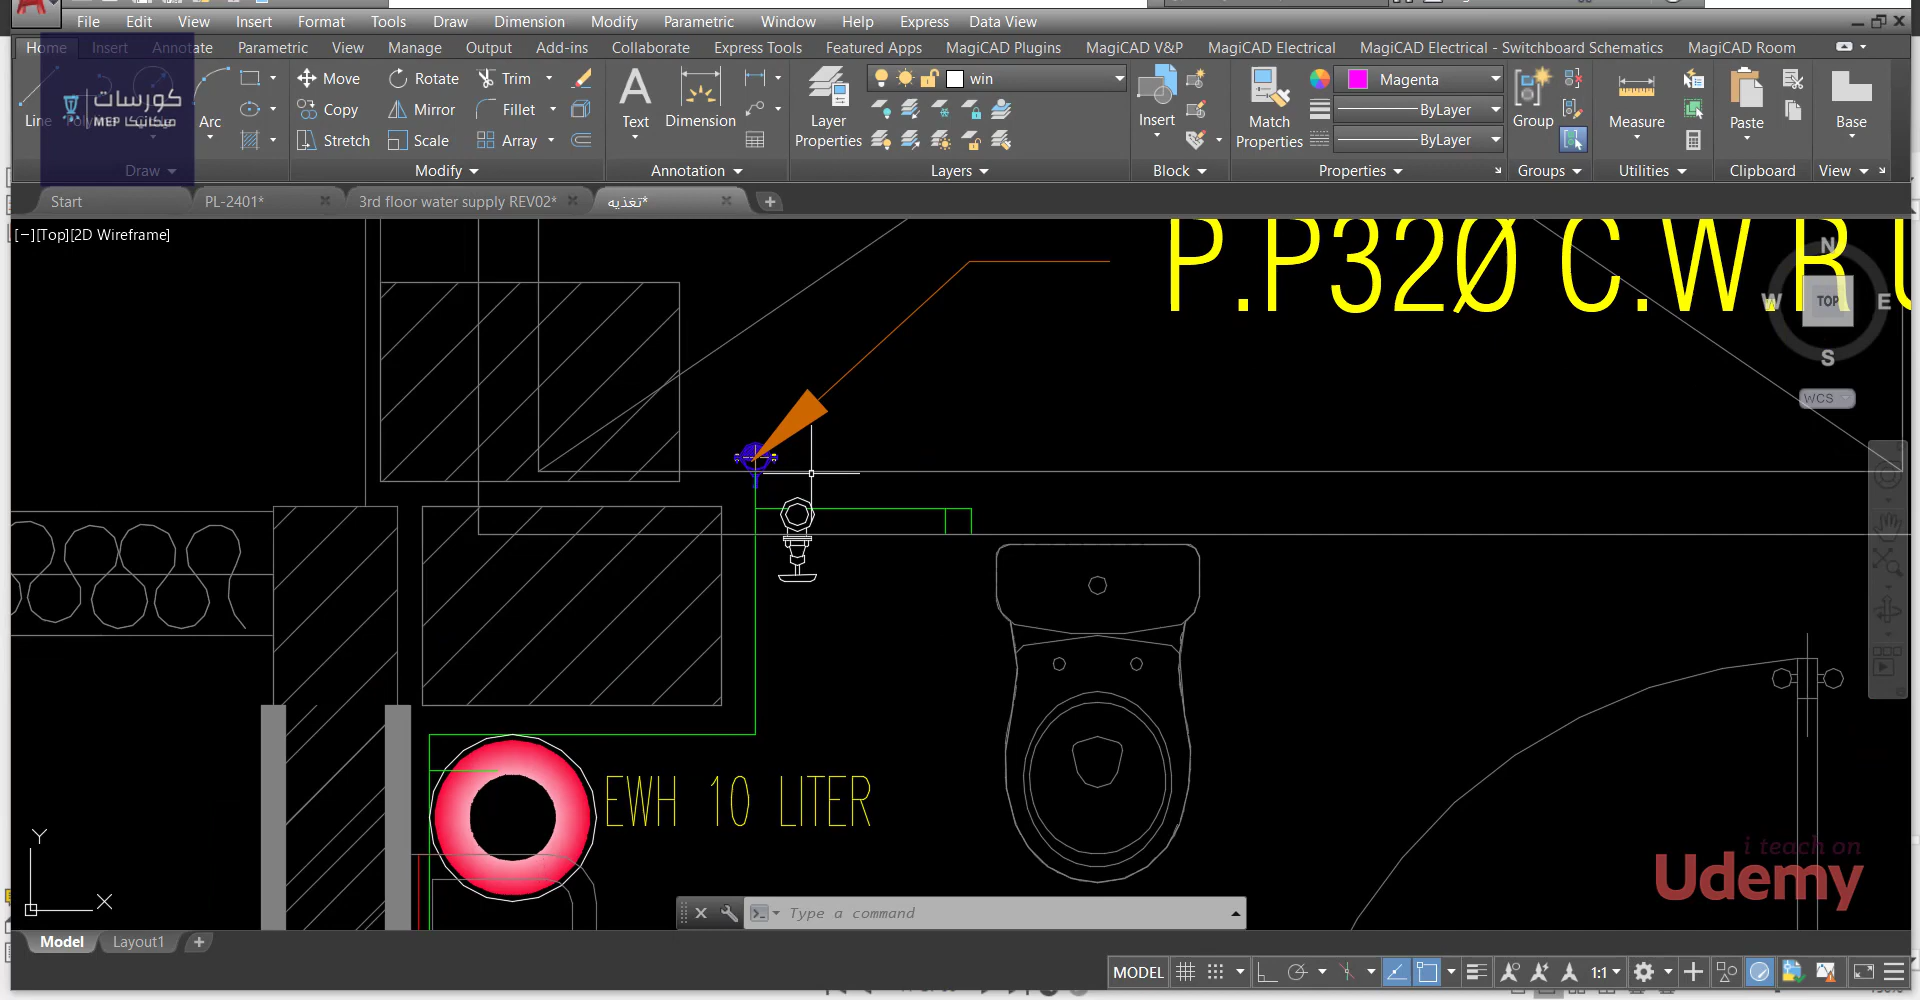 File Edit View Insert Format Tools Draw Dimension Modify Parametric Window Help Express Data View
Home Insert Annotate Parametric View Manage Output Add-ins Collaborate Express Tools Featured Apps MagiCAD Plugins MagiCAD V&P MagiCAD Electrical MagiCAD Electrical - Switchboard Schematics MagiCAD Room
كورسات
MEP ميكانيكا
Line
Arc
Move Rotate Trim
Copy Mirror Fillet
Stretch Scale Array
Text
Dimension
Layer
Properties
win
Insert
Match
Properties
Magenta
ByLayer
ByLayer
Group
Measure
Paste
Base
Draw Modify Annotation Layers Block Properties Groups Utilities Clipboard View
Start PL-2401* 3rd floor water supply REV02* تغذيه*
[−][Top][2D Wireframe]
P.P32Ø C.W R
N
W TOP E
S
WCS
EWH 10 LITER
Y
X
i teach on
Udemy
Type a command
Model Layout1
MODEL 1:1